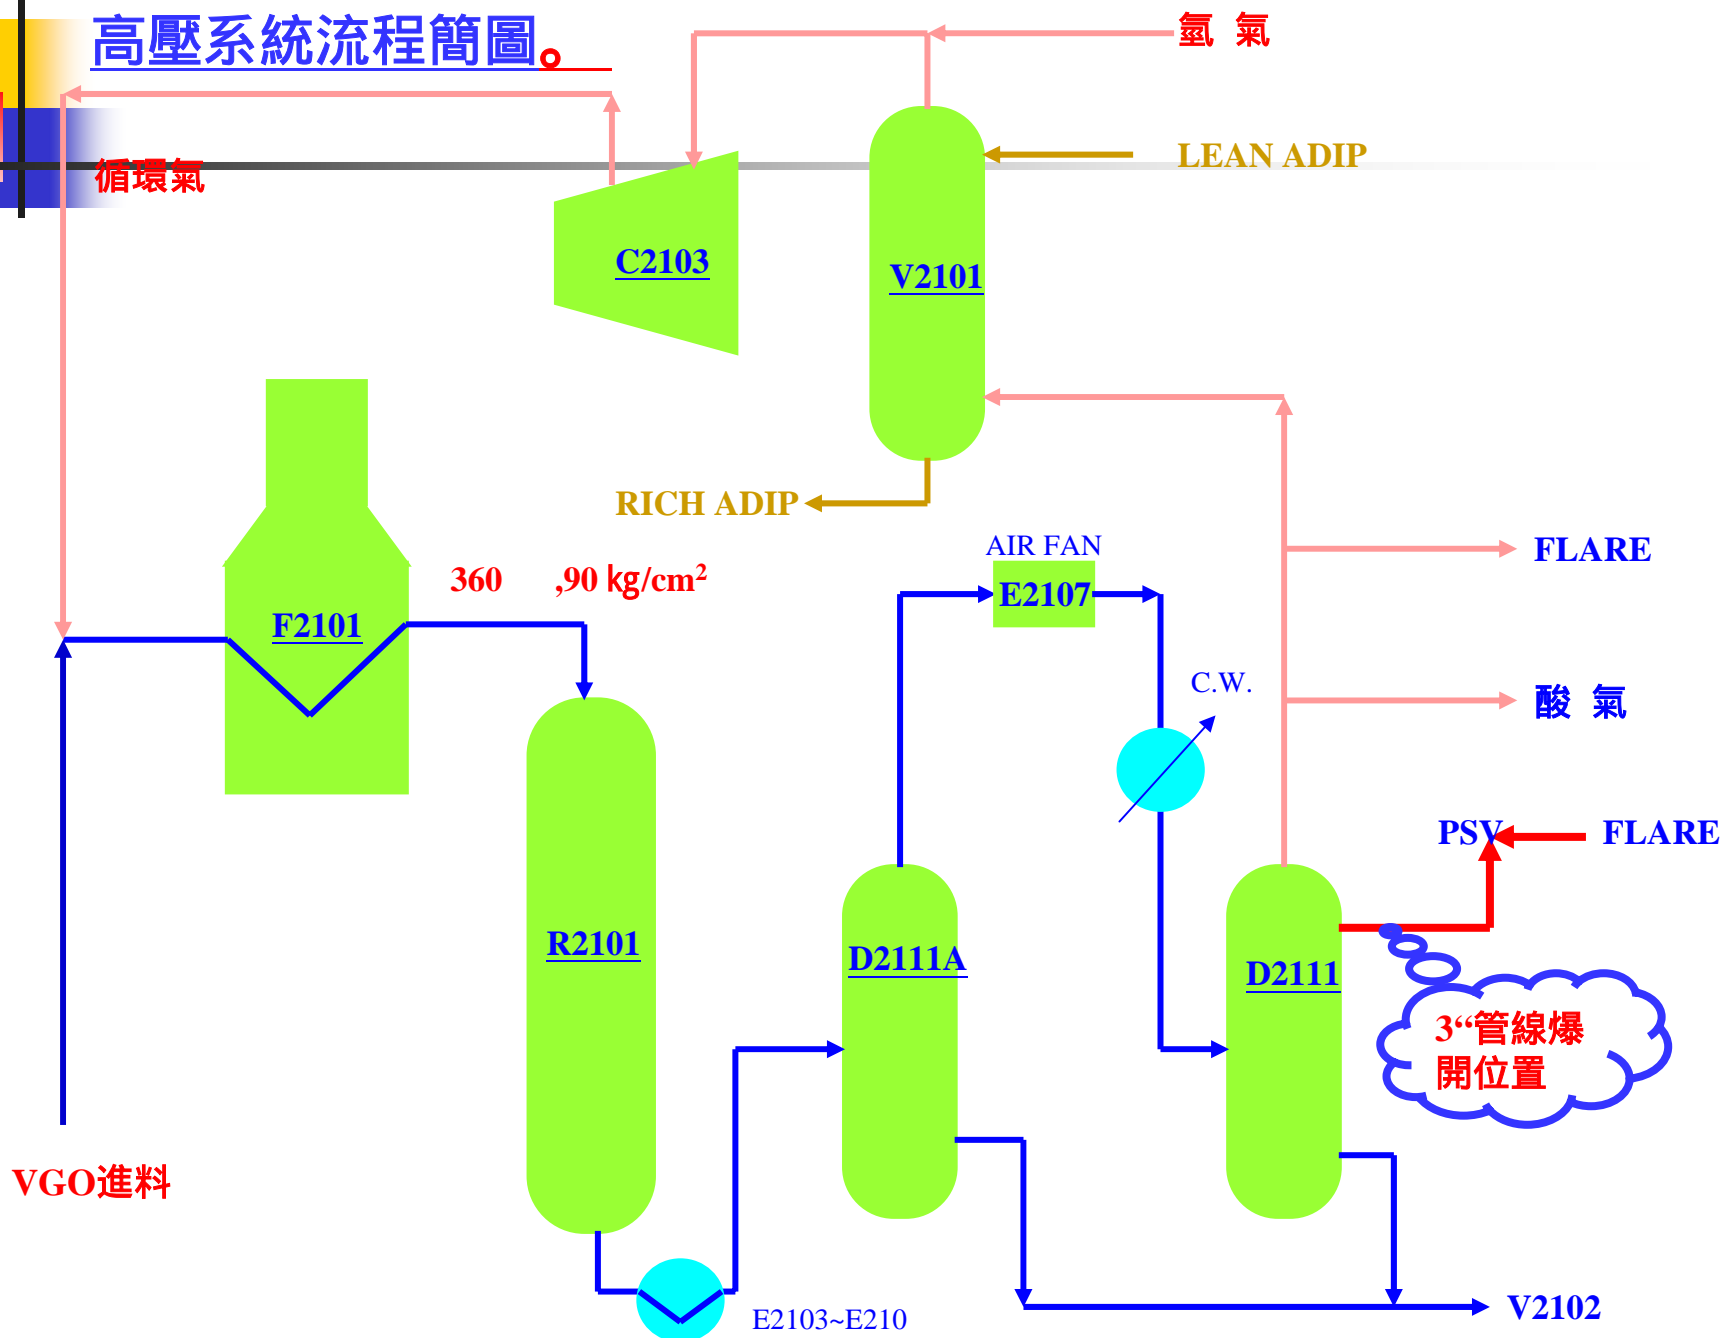 高壓系統流程簡圖。
氫 氣
循環氣
LEAN ADIP
C2103
V2101
RICH ADIP
AIR FAN
FLARE
360 ,90 kg/cm²
E2107
F2101
C.W.
酸 氣
PSV
FLARE
R2101
D2111A
D2111
3“管線爆
開位置
VGO進料
V2102
E2103~E210